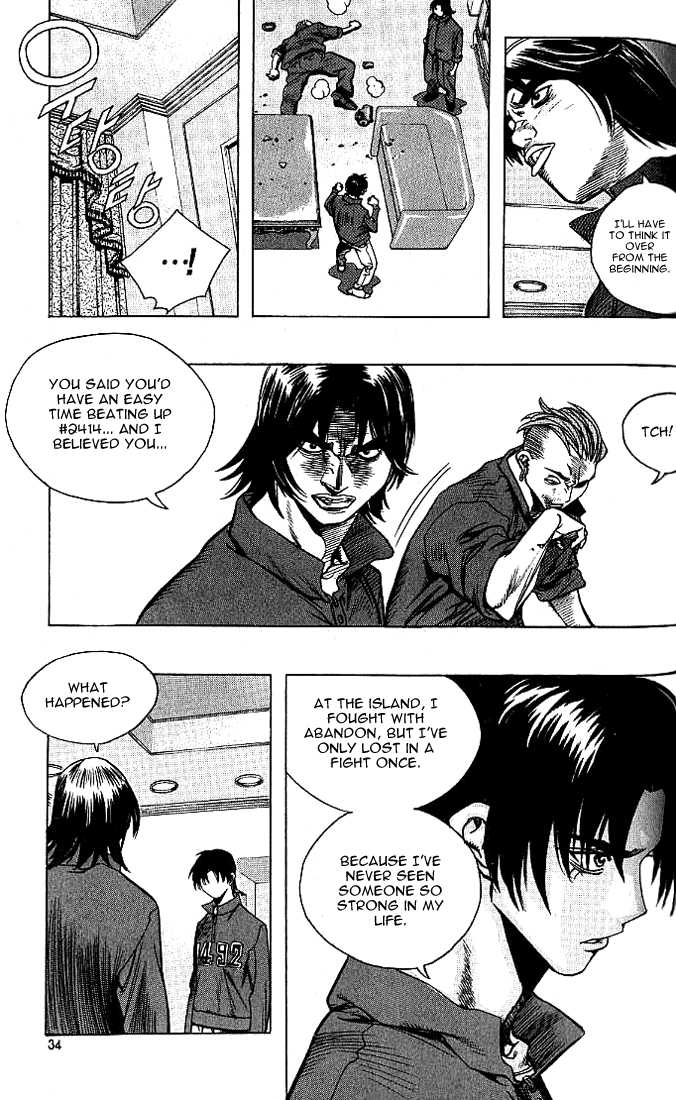 ...!
I'LL HAVE
TO THINK IT
OVER
FROM THE
BEGINNING.
YOU SAID YOU'D
HAVE AN EASY
TIME BEATING UP
#2414... AND I
BELIEVED YOU...
TCH!
WHAT
HAPPENED?
492
AT THE ISLAND, I
FOUGHT WITH
ABANDON, BUT I'VE
ONLY LOST IN A
FIGHT ONCE.
BECAUSE I'VE
NEVER SEEN
SOMEONE SO
STRONG IN MY
LIFE.
34